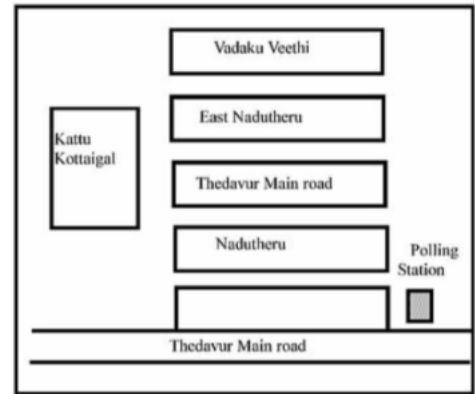 Vadaku Veethi
East Nadutheru
Kattu
Kottaigal
Thedavur Main road
Nadutheru
Polling
Station
Thedavur Main road